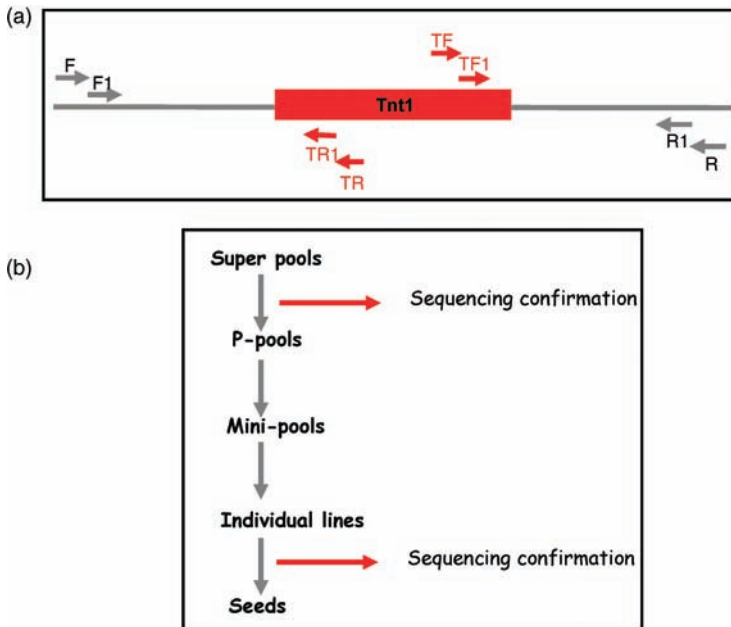 (a)
F
F1
TF
TF1
Tnt1
TR1
TR
R1
R
(b)
Super pools
Sequencing confirmation
P-pools
Mini-pools
Individual lines
Sequencing confirmation
Seeds